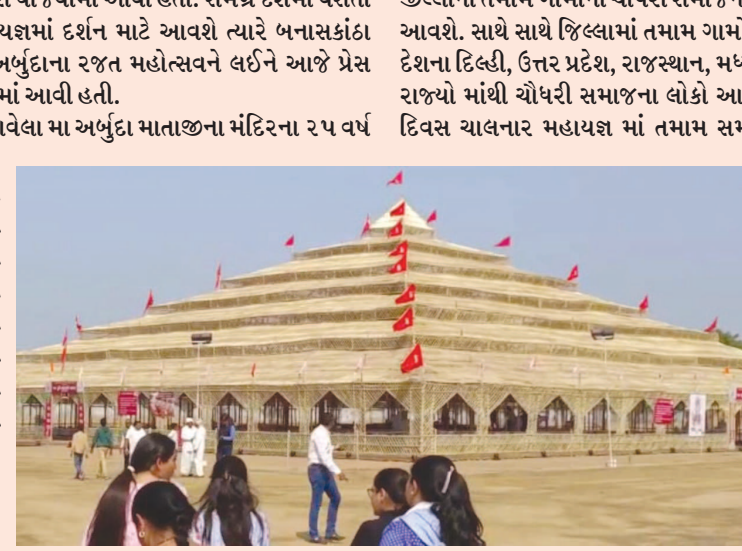 યજ્ઞમાં દર્શન માટે આવશે ત્યારે બનાસકાંઠા
અર્બુદાના રજત મહોત્સવને લઈને આજે પ્રેસ
માં આવી હતી.
વેલા મા અર્બુદા માતાજીના મંદિરના ૨૫ વર્ષ
આવશે. સાથે સાથે જિલ્લામાં તમામ ગામો
દેશના દિલ્હી, ઉત્તર પ્રદેશ, રાજસ્થાન, મધ
રાજ્યો માંથી ચૌધરી સમાજના લોકો આ
દિવસ ચાલનાર મહાયજ્ઞ માં તમામ સમ